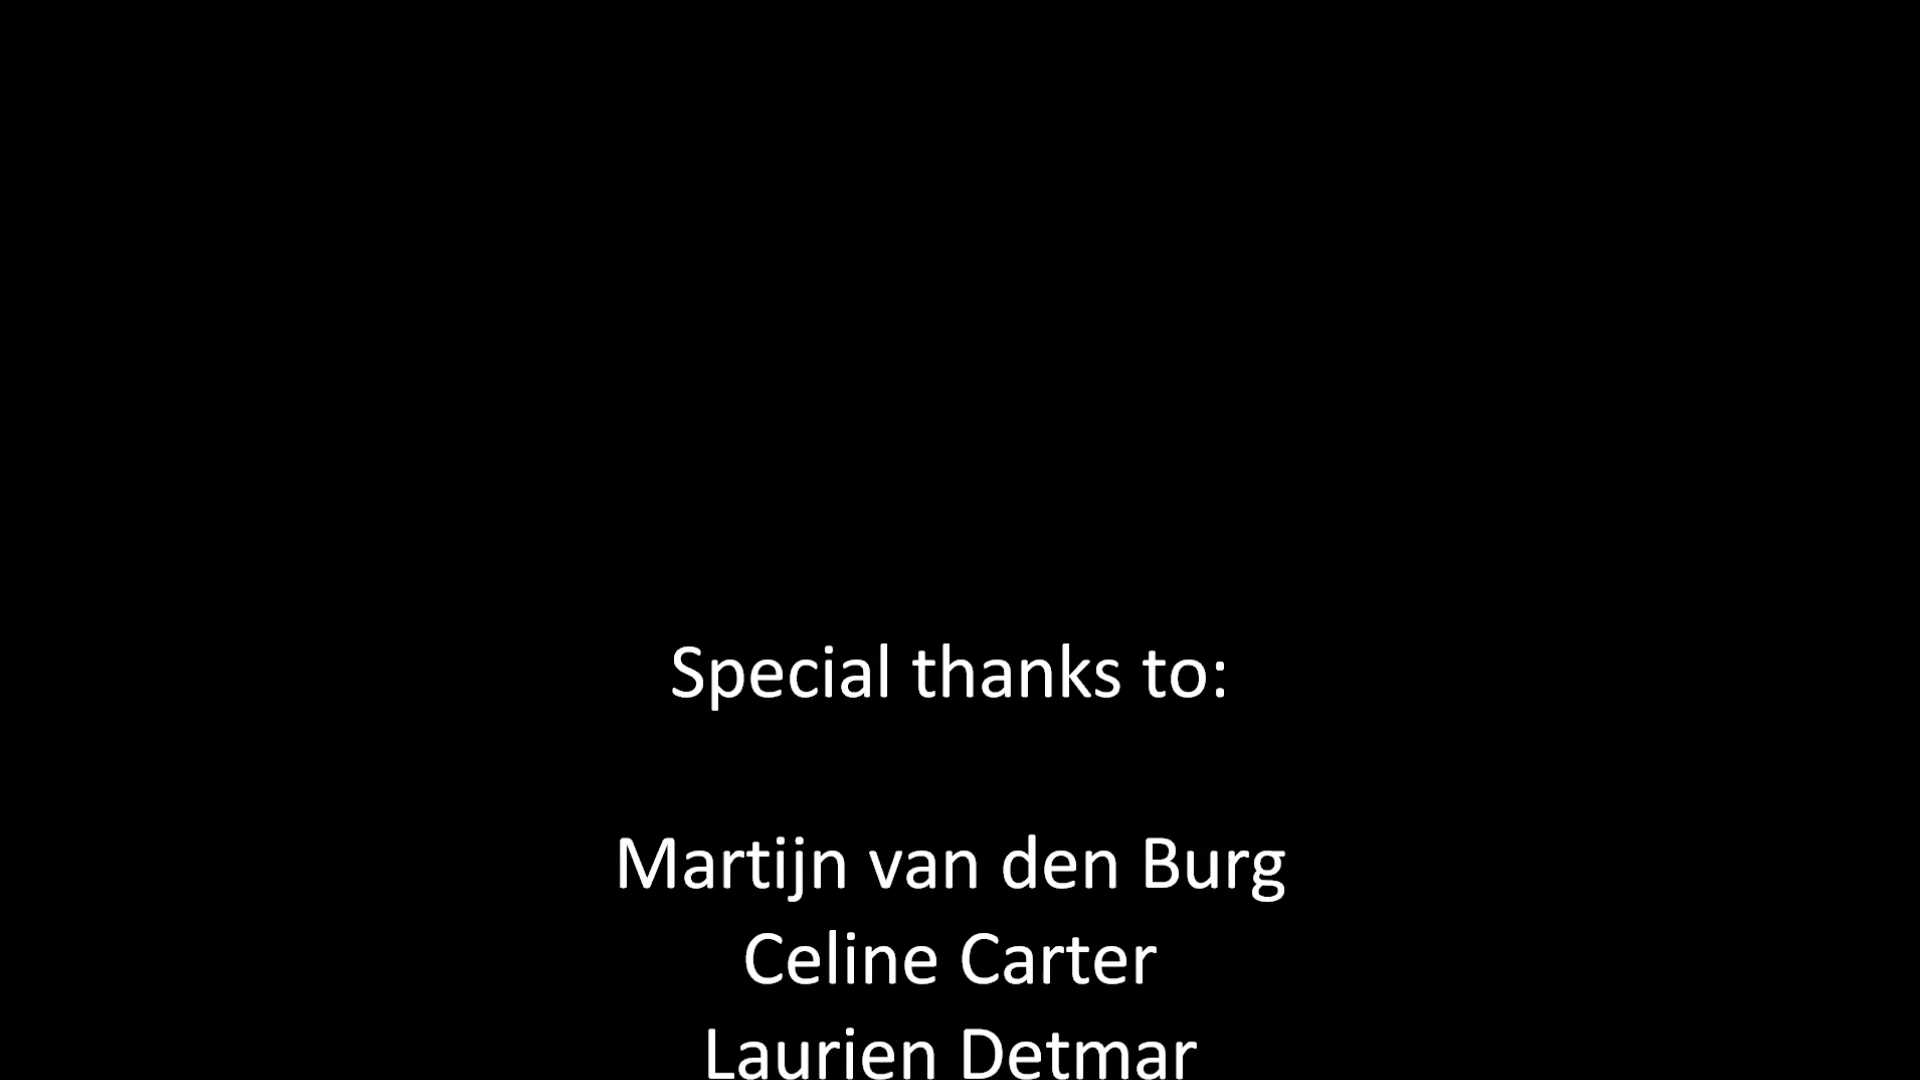 Special thanks to:
Martijn van den Burg
Celine Carter
Laurien Detmar